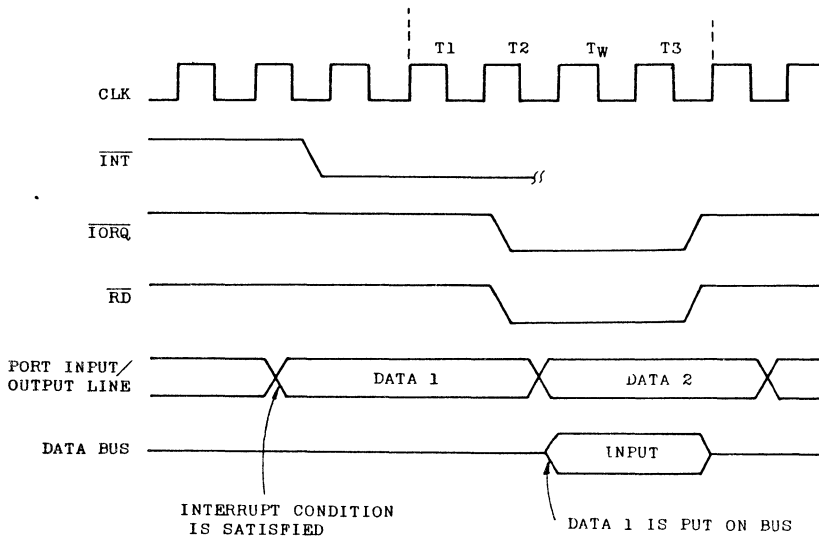 T1 T2 TW T3
CLK
INT
IORQ
RD
PORT INPUT/
OUTPUT LINE
DATA 1 DATA 2
DATA BUS
INPUT
INTERRUPT CONDITION
IS SATISFIED
DATA 1 IS PUT ON BUS